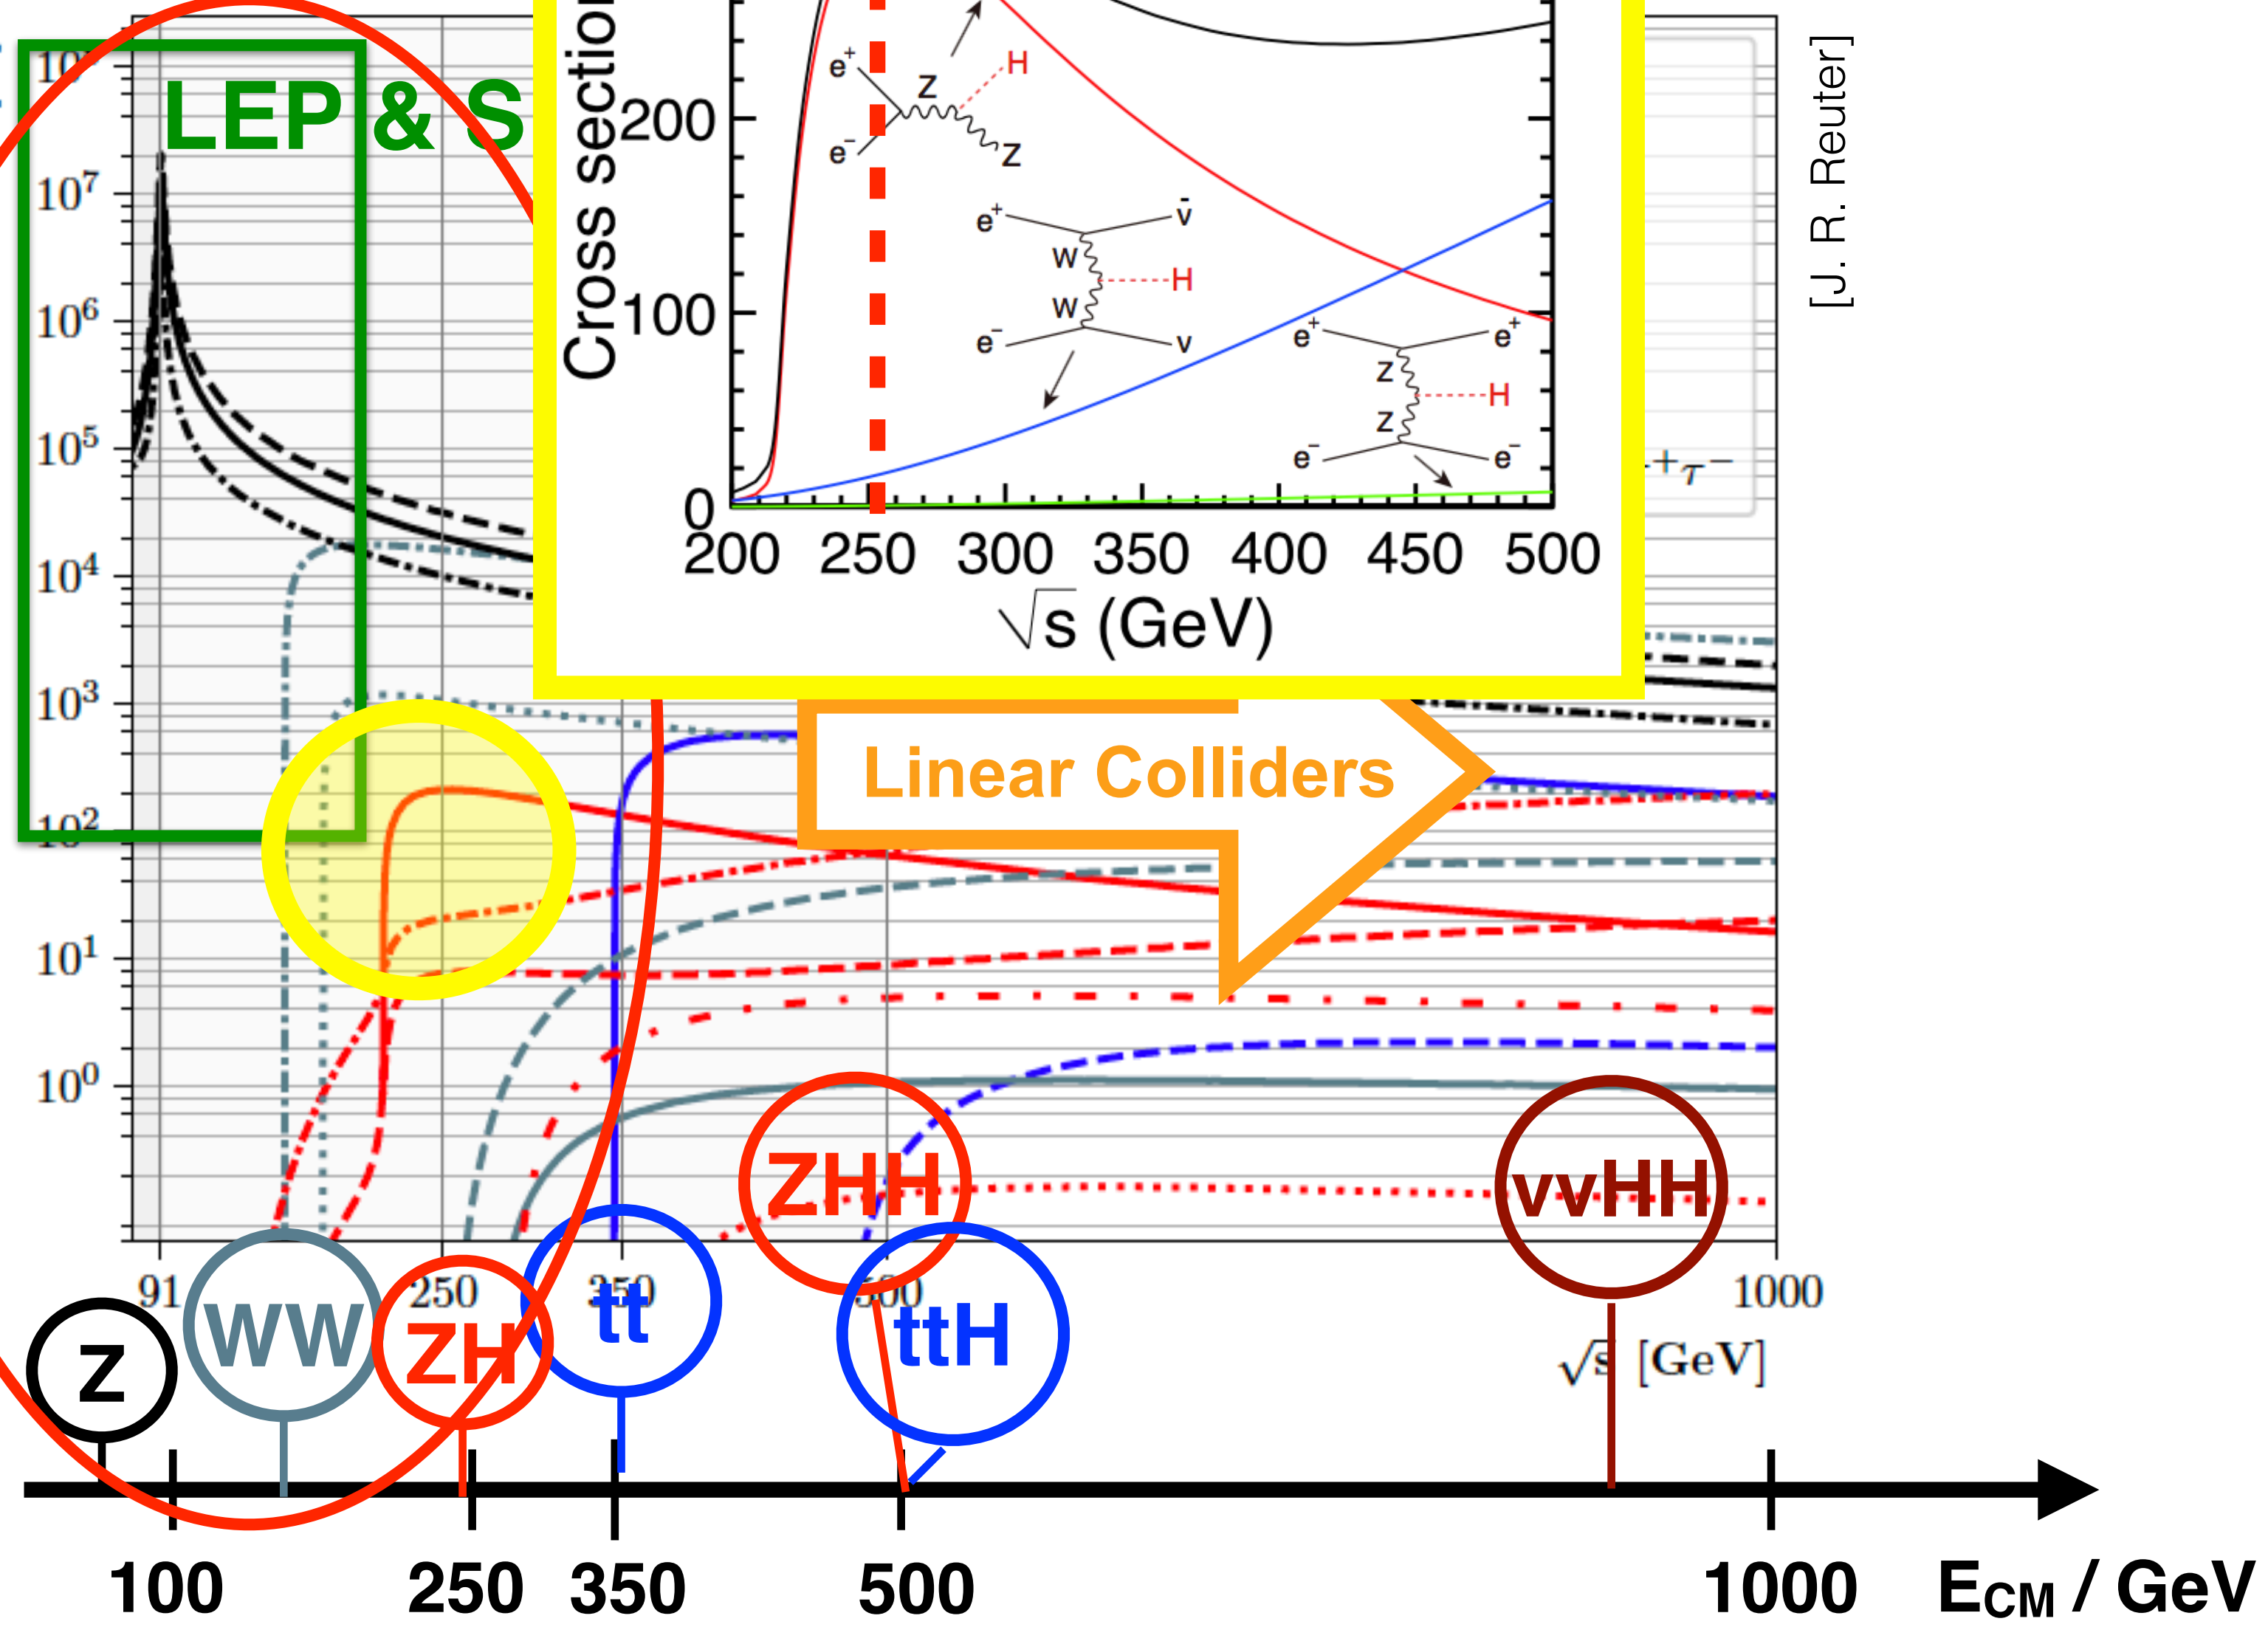 LEP & S
[J. R. Reuter]
10⁷
10⁶
10⁵
10⁴
10³
10²
10¹
10⁰
Cross section
200
100
0
e⁺
e⁻
Z
H
Z
e⁺
ν̄
W
H
W
e⁻
ν
e⁺
e⁺
Z
H
Z
e⁻
e⁻
200 250 300 350 400 450 500
√s (GeV)
⁺τ⁻
Linear Colliders
ZHH
vvHH
91 250 350 500 1000
√s [GeV]
Z
WW
ZH
tt
ttH
100 250 350 500 1000 E_CM / GeV